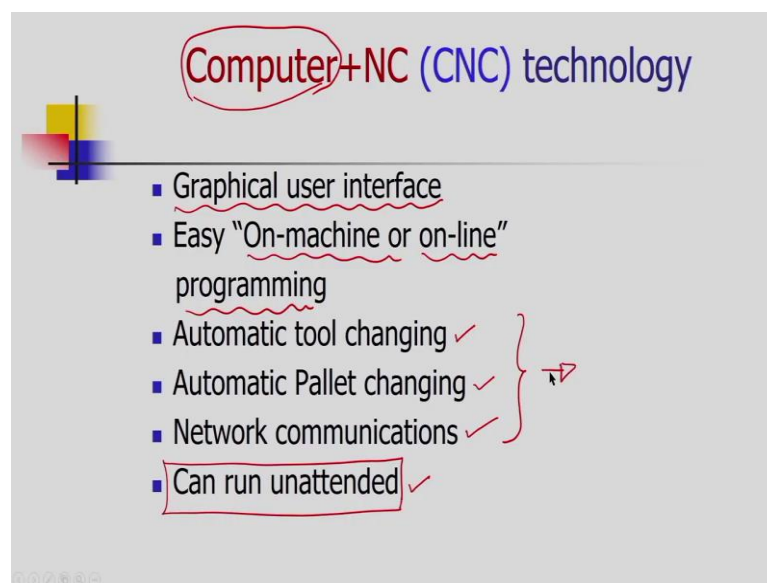 Computer+NC (CNC) technology
Graphical user interface
Easy “On-machine or on-line”
programming
Automatic tool changing
Automatic Pallet changing
Network communications
Can run unattended